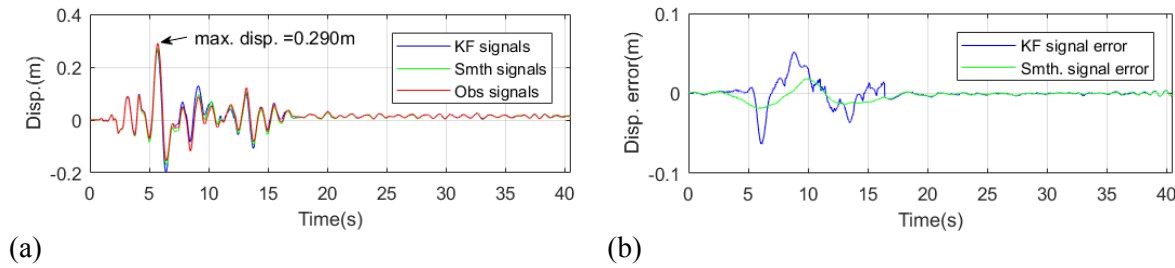 0.4
0.2
0
-0.2
Disp.(m)
max. disp. =0.290m
KF signals
Smth signals
Obs signals
0 5 10 15 20 25 30 35 40
Time(s)
(a)
0.1
0
-0.1
Disp. error(m)
KF signal error
Smth. signal error
0 5 10 15 20 25 30 35 40
Time(s)
(b)